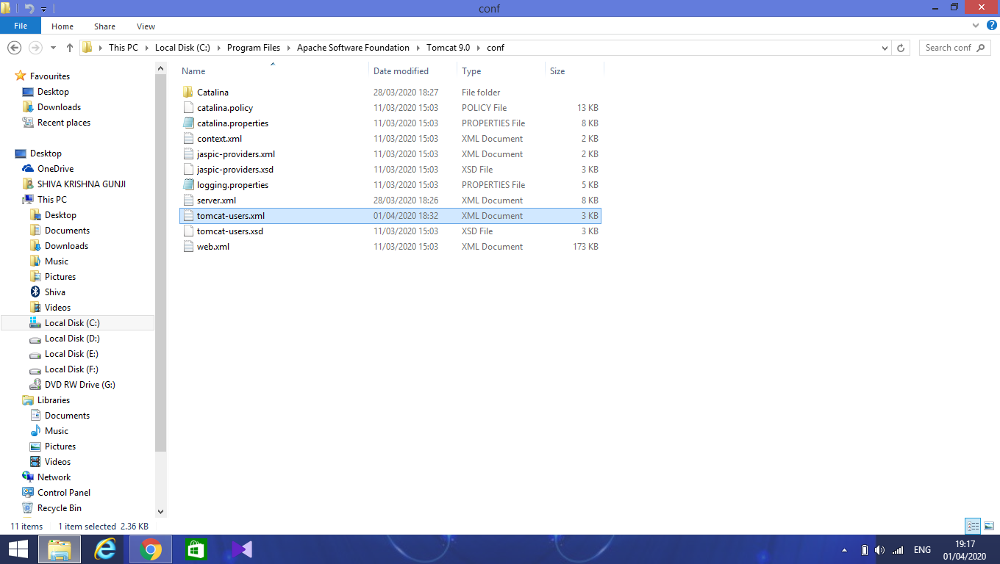 conf
File Home Share View
This PC Local Disk (C:) Program Files Apache Software Foundation Tomcat 9.0 conf
Search conf
Favourites
Desktop
Downloads
Recent places
Desktop
OneDrive
SHIVA KRISHNA GUNJI
This PC
Desktop
Documents
Downloads
Music
Pictures
Shiva
Videos
Local Disk (C:)
Local Disk (D:)
Local Disk (E:)
Local Disk (F:)
DVD RW Drive (G:)
Libraries
Documents
Music
Pictures
Videos
Network
Control Panel
Recycle Bin
Name Date modified Type Size
Catalina 28/03/2020 18:27 File folder
catalina.policy 11/03/2020 15:03 POLICY File 13 KB
catalina.properties 11/03/2020 15:03 PROPERTIES File 8 KB
context.xml 11/03/2020 15:03 XML Document 2 KB
jaspic-providers.xml 11/03/2020 15:03 XML Document 2 KB
jaspic-providers.xsd 11/03/2020 15:03 XSD File 3 KB
logging.properties 11/03/2020 15:03 PROPERTIES File 5 KB
server.xml 28/03/2020 18:26 XML Document 8 KB
tomcat-users.xml 01/04/2020 18:32 XML Document 3 KB
tomcat-users.xsd 11/03/2020 15:03 XSD File 3 KB
web.xml 11/03/2020 15:03 XML Document 173 KB
11 items 1 item selected 2.36 KB
ENG
19:17
01/04/2020